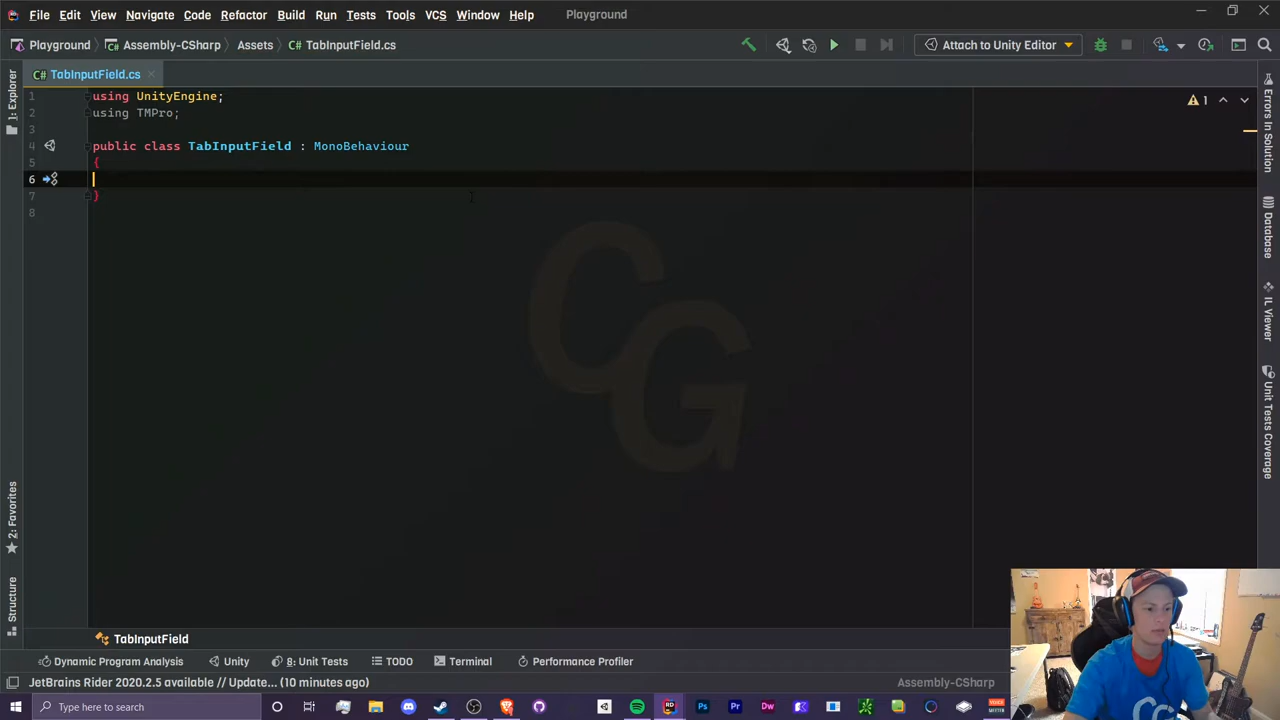 File Edit View Navigate Code Refactor Build Run Tests Tools VCS Window Help Playground
Playground Assembly-CSharp Assets TabInputField.cs Attach to Unity Editor
C# TabInputField.cs
1: Explorer
1 using UnityEngine;
2 using TMPro;
3
4 public class TabInputField : MonoBehaviour
5 {
6
7 }
8
1
Errors In Solution
Database
IL Viewer
Unit Tests Coverage
CG
2: Favorites
Structure
TabInputField
Dynamic Program Analysis Unity 8: Unit Tests TODO Terminal Performance Profiler
JetBrains Rider 2020.2.5 available // Update... (10 minutes ago) Assembly-CSharp
Type here to search